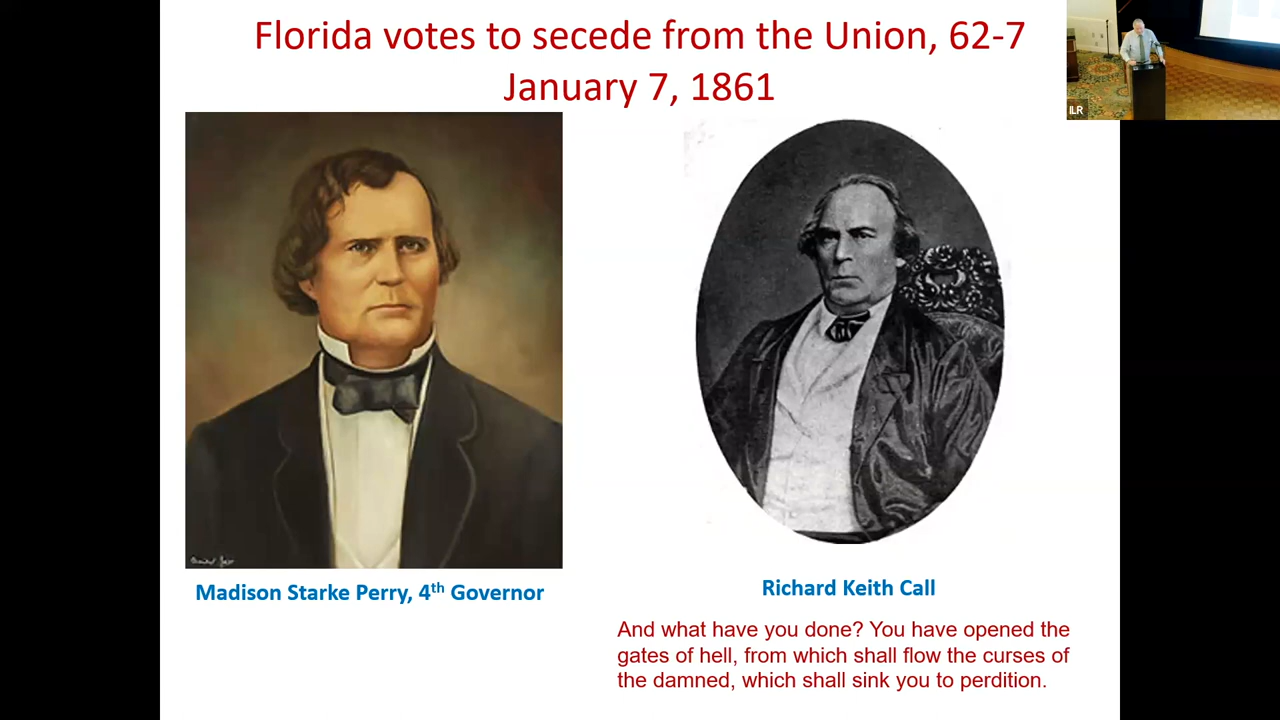 Florida votes to secede from the Union, 62-7
January 7, 1861
ILR
Madison Starke Perry, 4th Governor
Richard Keith Call
And what have you done? You have opened the
gates of hell, from which shall flow the curses of
the damned, which shall sink you to perdition.